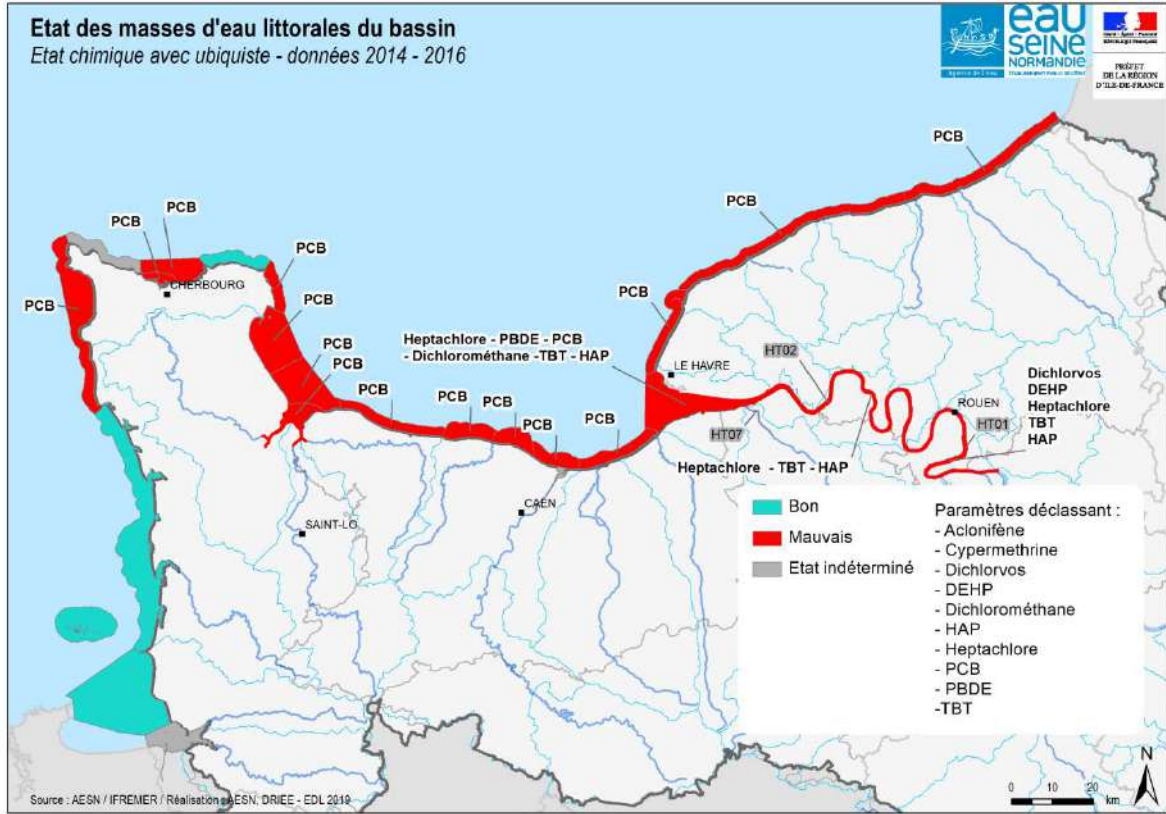 Etat des masses d'eau littorales du bassin
Etat chimique avec ubiquiste - données 2014 - 2016
eau
SEINE
NORMANDIE
Agence de l'eau
PRÉFET
DE LA RÉGION
D'ILE-DE-FRANCE
PCB
PCB
PCB
PCB
PCB
CHERBOURG
PCB
PCB
PCB
PCB
PCB
Heptachlore - PBDE - PCB
- Dichlorométhane -TBT - HAP
LE HAVRE
HT02
PCB
PCB
PCB
PCB
PCB
HT07
Dichlorvos
DEHP
Heptachlore
TBT
HAP
ROUEN
HT01
Heptachlore - TBT - HAP
CAEN
SAINT-LO
Bon
Mauvais
Etat indéterminé
Paramètres déclassant :
- Aclonifène
- Cypermethrine
- Dichlorvos
- DEHP
- Dichlorométhane
- HAP
- Heptachlore
- PCB
- PBDE
-TBT
N
0 10 20
km
Source : AESN / IFREMER / Réalisation : AESN, DRIEE - EDL 2019